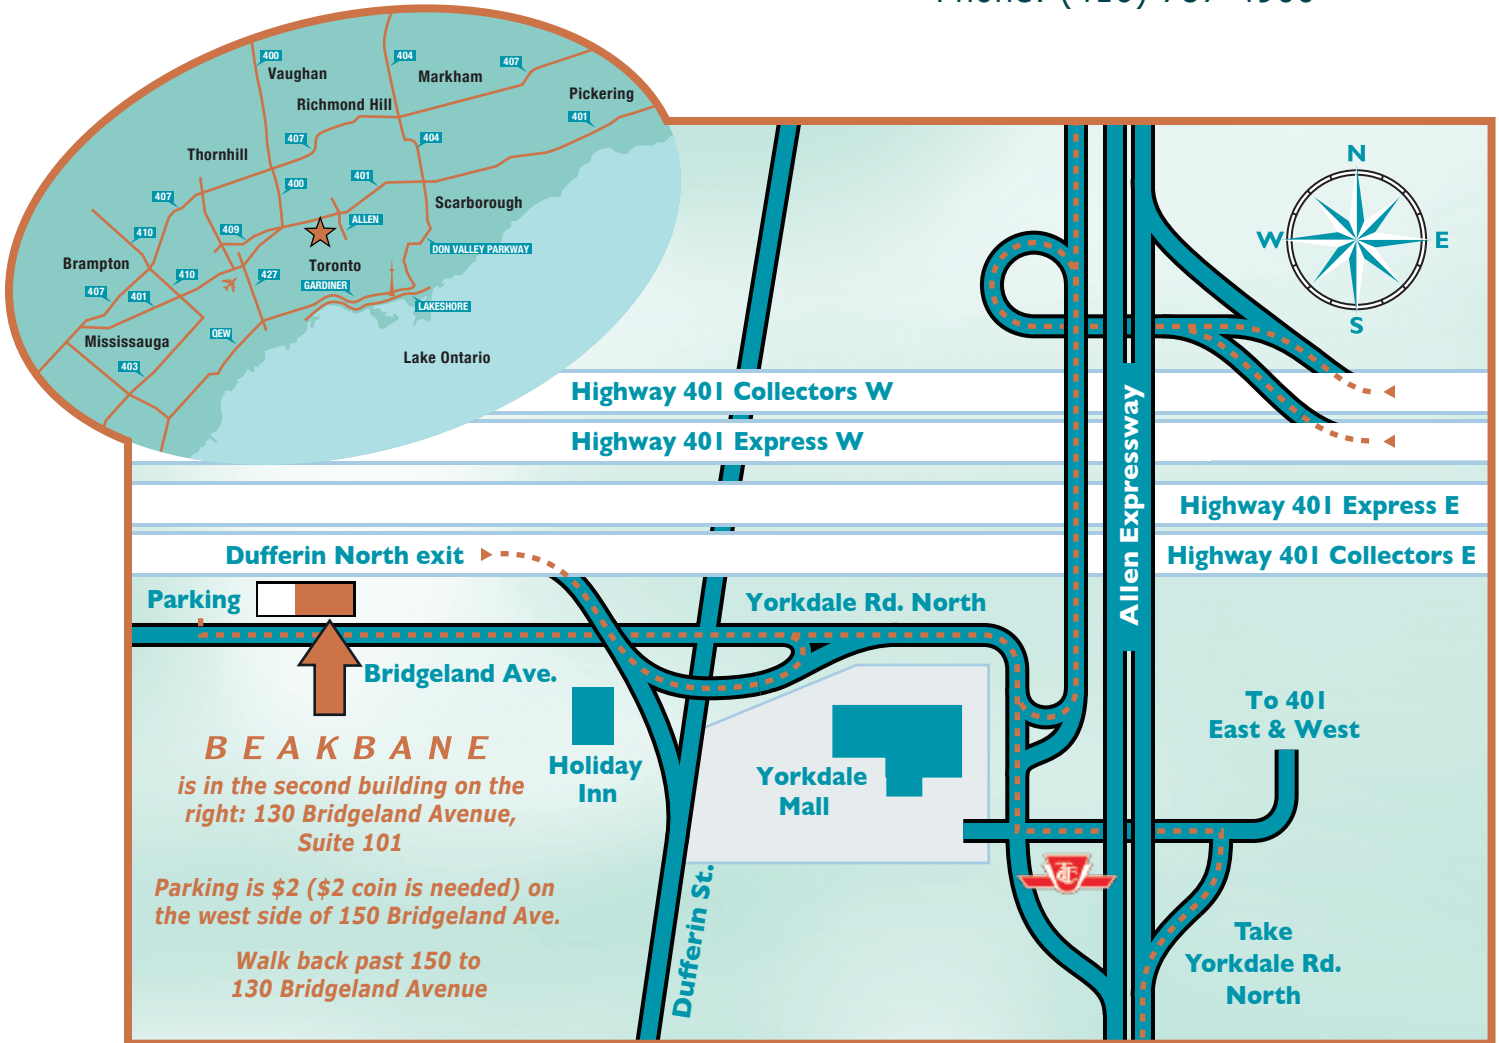 400
Vaughan
404
Markham
407
Pickering
401
Richmond Hill
407
404
Thornhill
401
400
407
Scarborough
ALLEN
409
410
DON VALLEY PARKWAY
Brampton
Toronto
410
427
GARDINER
407
401
LAKESHORE
QEW
Mississauga
Lake Ontario
403
N
W
E
S
Highway 401 Collectors W
Highway 401 Express W
Highway 401 Express E
Highway 401 Collectors E
Allen Expressway
Dufferin North exit
Parking
Yorkdale Rd. North
Bridgeland Ave.
BEAKBANE
is in the second building on the
right: 130 Bridgeland Avenue,
Suite 101
Parking is $2 ($2 coin is needed) on
the west side of 150 Bridgeland Ave.
Walk back past 150 to
130 Bridgeland Avenue
Holiday
Inn
Yorkdale
Mall
Dufferin St.
To 401
East & West
TTC
Take
Yorkdale Rd.
North